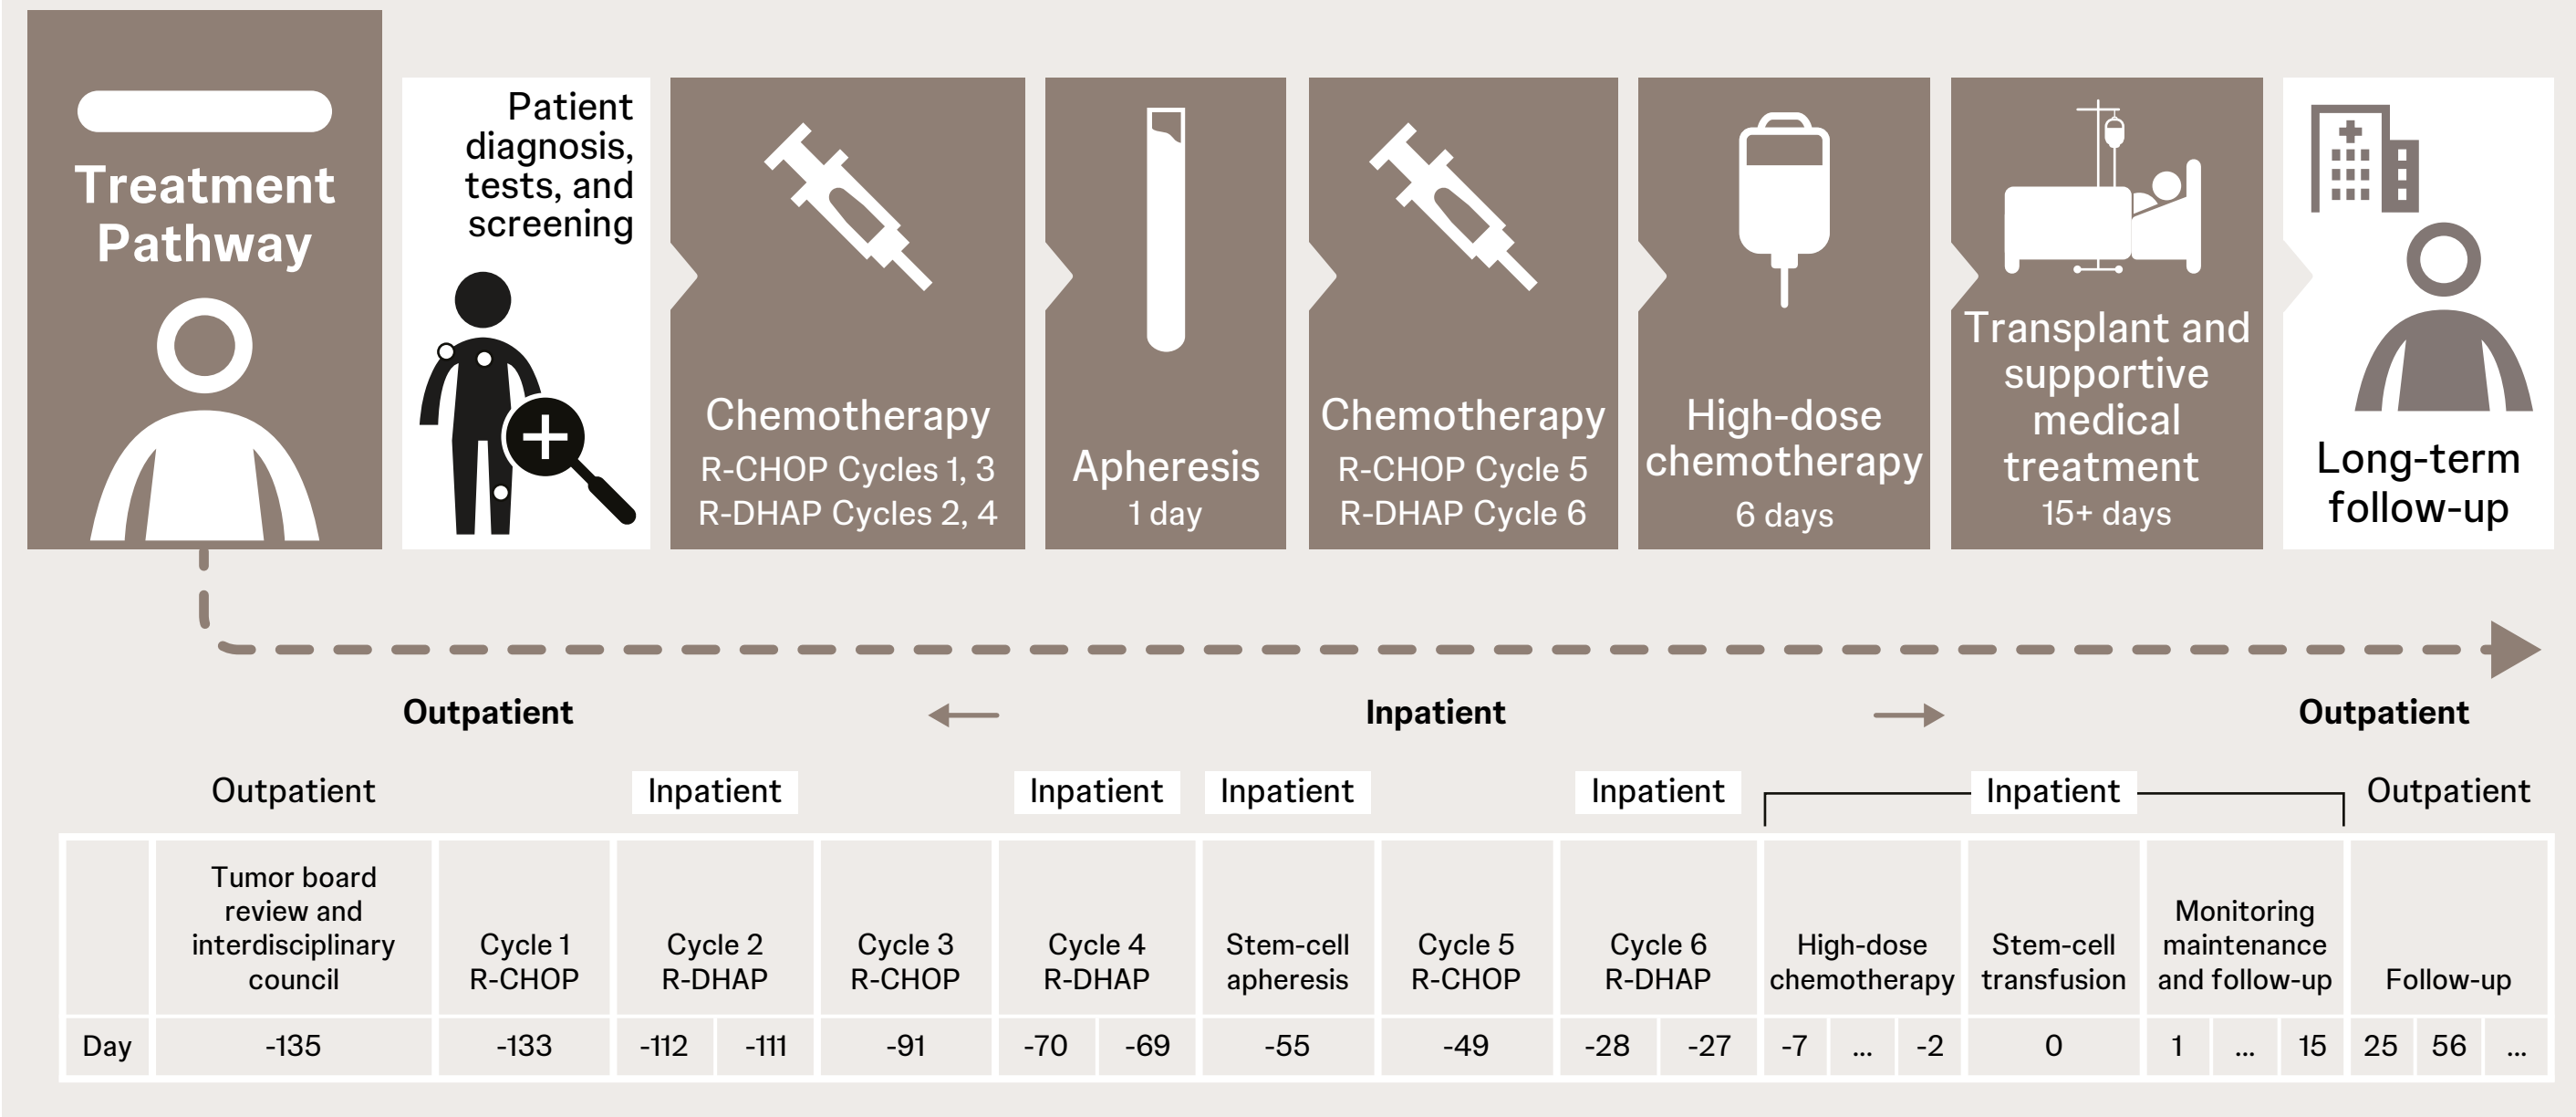 Treatment
Pathway
Patient
diagnosis,
tests, and
screening
Chemotherapy
R-CHOP Cycles 1, 3
R-DHAP Cycles 2, 4
Apheresis
1 day
Chemotherapy
R-CHOP Cycle 5
R-DHAP Cycle 6
High-dose
chemotherapy
6 days
Transplant and
supportive
medical
treatment
15+ days
Long-term
follow-up
Outpatient
Inpatient
Outpatient
Outpatient
Inpatient
Inpatient
Inpatient
Inpatient
Inpatient
Outpatient
Tumor board
review and
interdisciplinary
council
Cycle 1
R-CHOP
Cycle 2
R-DHAP
Cycle 3
R-CHOP
Cycle 4
R-DHAP
Stem-cell
apheresis
Cycle 5
R-CHOP
Cycle 6
R-DHAP
High-dose
chemotherapy
Stem-cell
transfusion
Monitoring
maintenance
and follow-up
Follow-up
Day -135 -133 -112 -111 -91 -70 -69 -55 -49 -28 -27 -7 ... -2 0 1 ... 15 25 56 ...